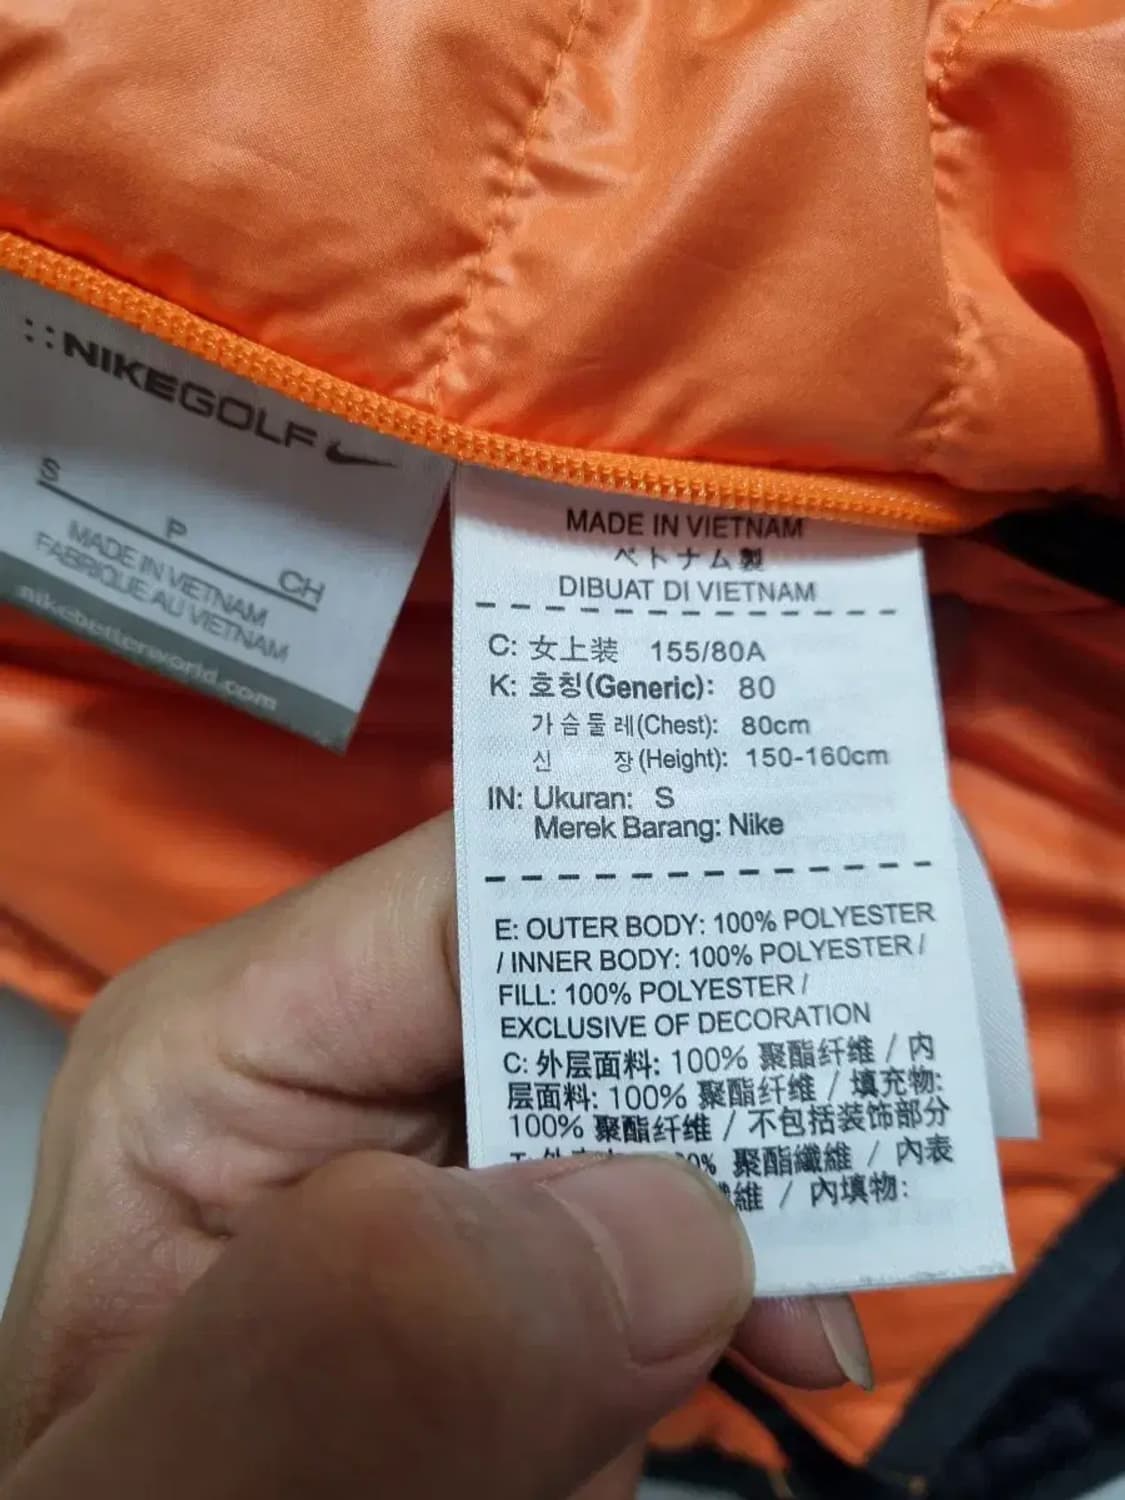 NIKEGOLF
S
P
CH
MADE IN VIETNAM
FABRIQUE AU VIETNAM
nikebetterworld.com
MADE IN VIETNAM
ベトナム製
DIBUAT DI VIETNAM
C: 女上装 155/80A
K: 호칭(Generic): 80
가슴둘레(Chest): 80cm
신 장(Height): 150-160cm
IN: Ukuran: S
Merek Barang: Nike
E: OUTER BODY: 100% POLYESTER
/ INNER BODY: 100% POLYESTER /
FILL: 100% POLYESTER /
EXCLUSIVE OF DECORATION
C: 外层面料: 100% 聚酯纤维 / 内
层面料: 100% 聚酯纤维 / 填充物:
100% 聚酯纤维 / 不包括装饰部分
聚酯纖維 / 內表
維 / 內填物: